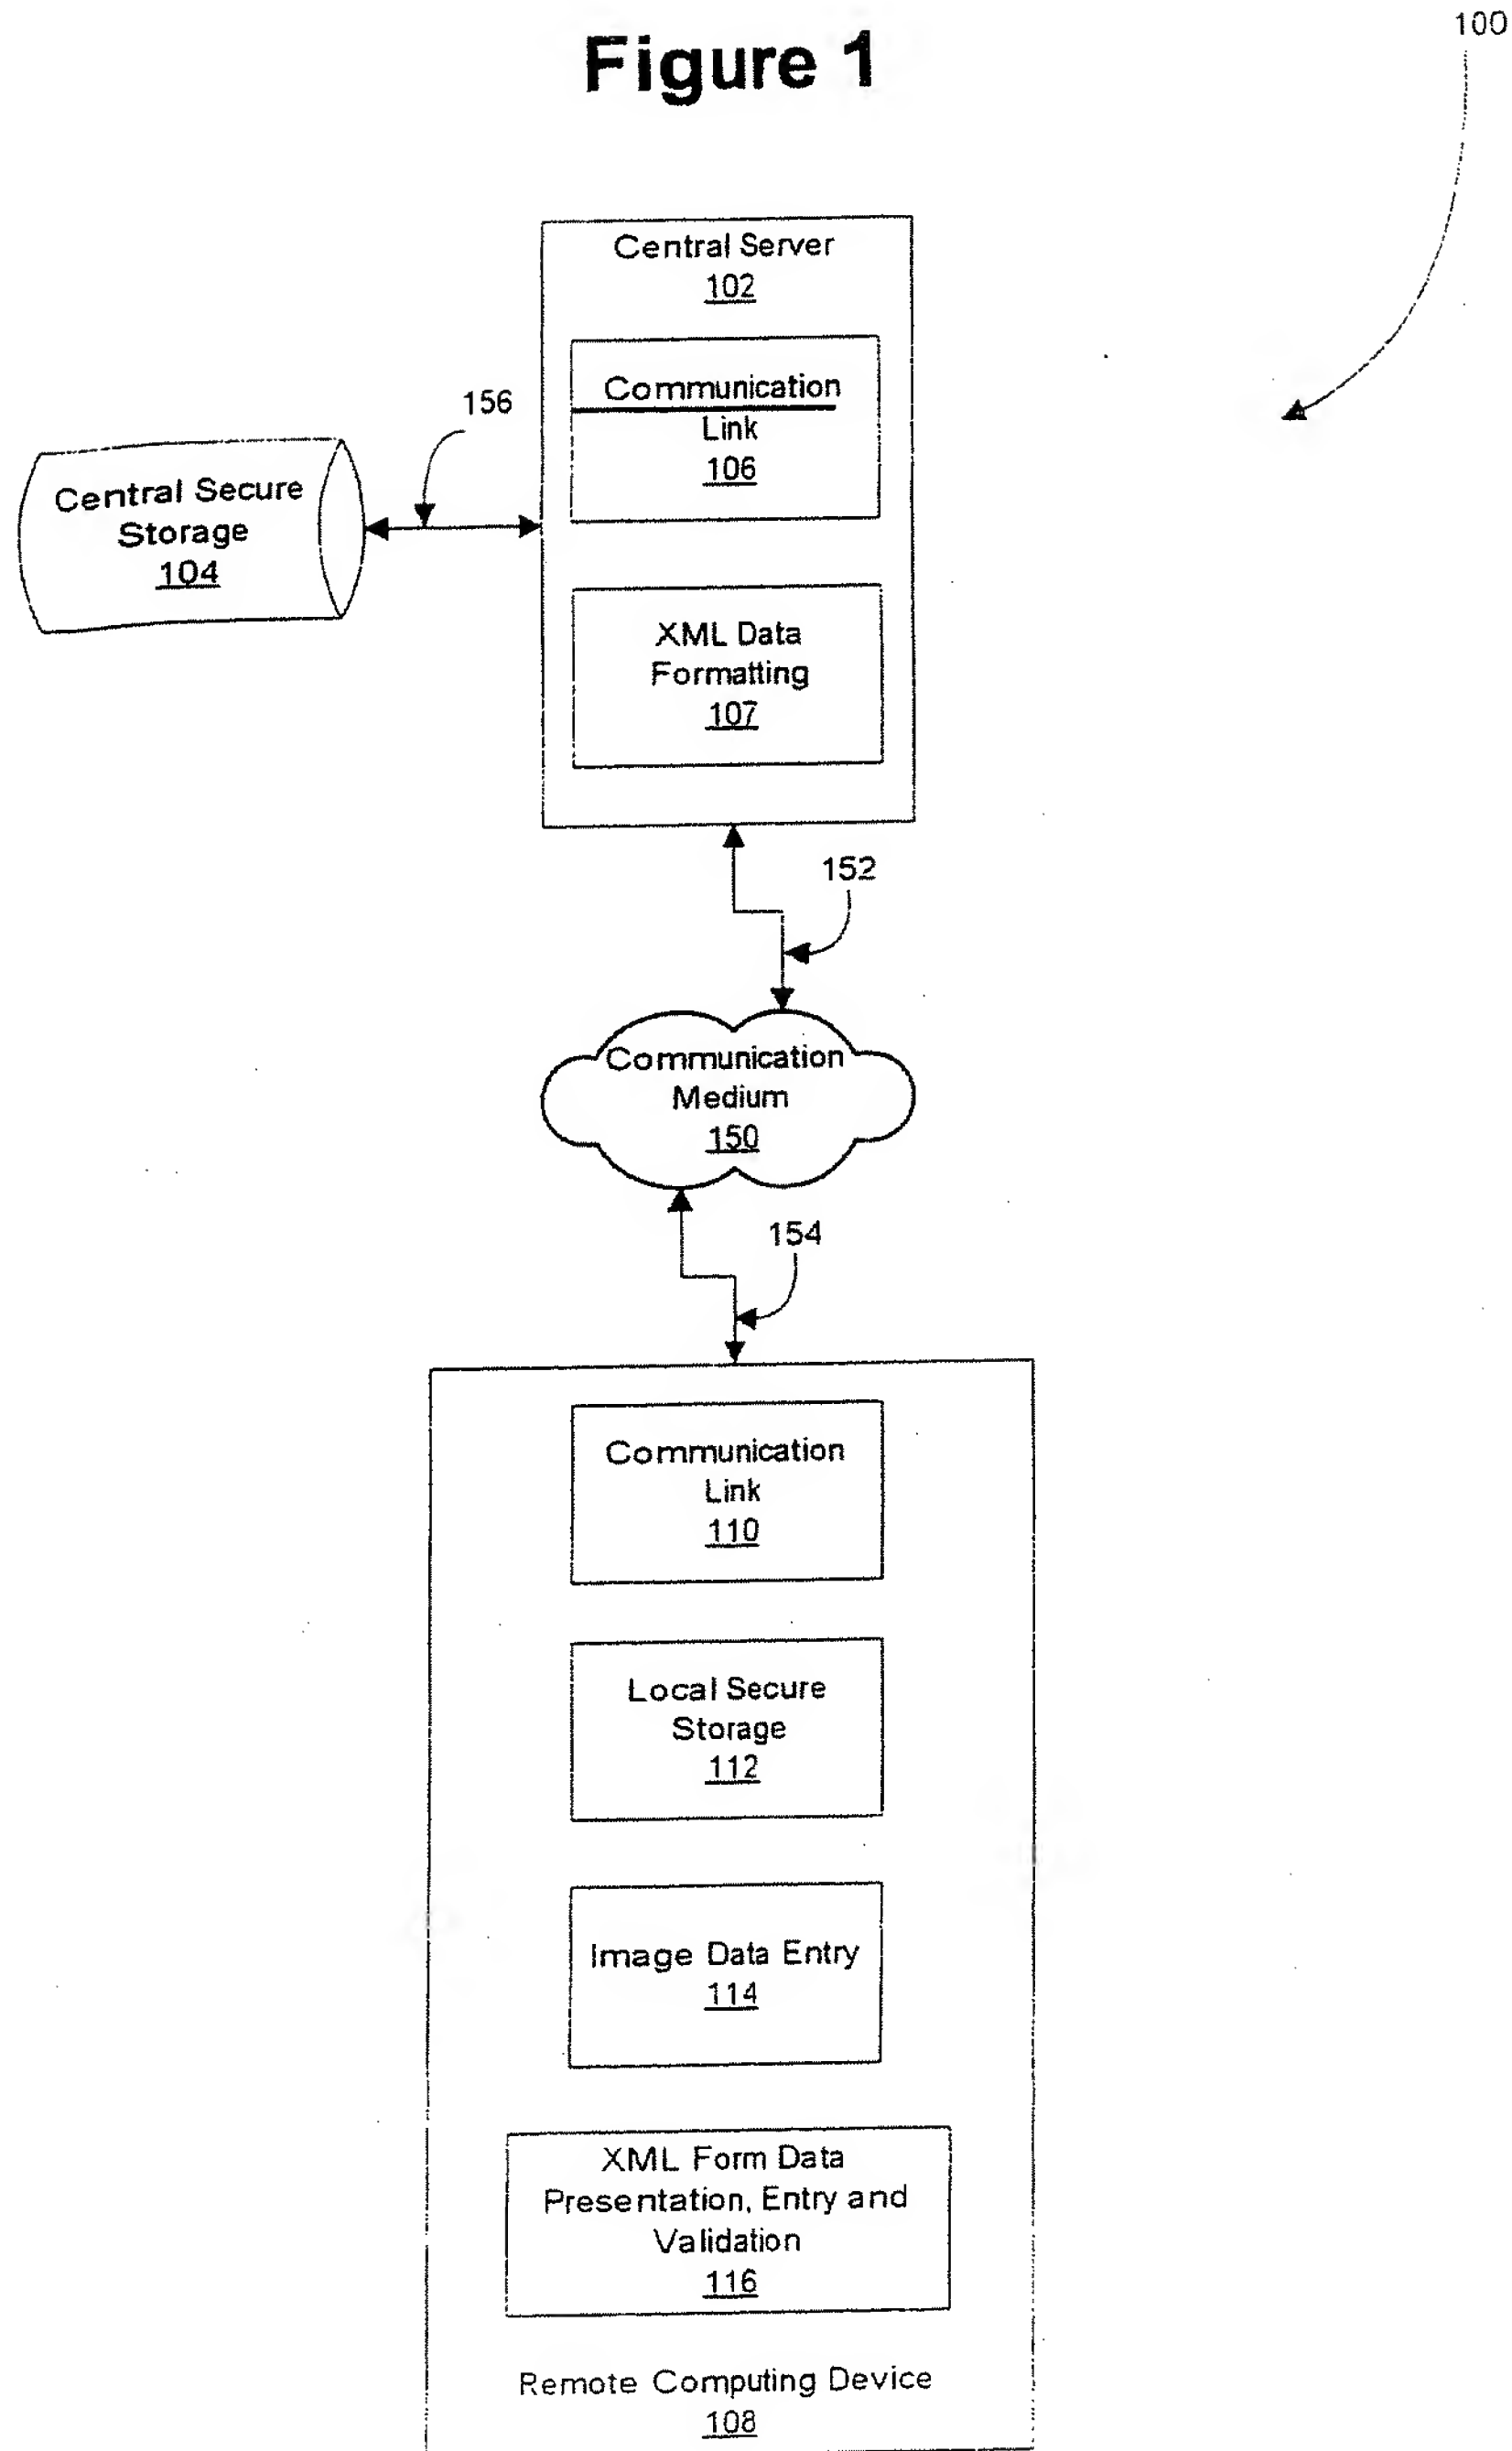 Figure 1
100
Central Server
102
Communication
Link
106
156
Central Secure
Storage
104
XML Data
Formatting
107
152
Communication
Medium
150
154
Communication
Link
110
Local Secure
Storage
112
Image Data Entry
114
XML Form Data
Presentation, Entry and
Validation
116
Remote Computing Device
108